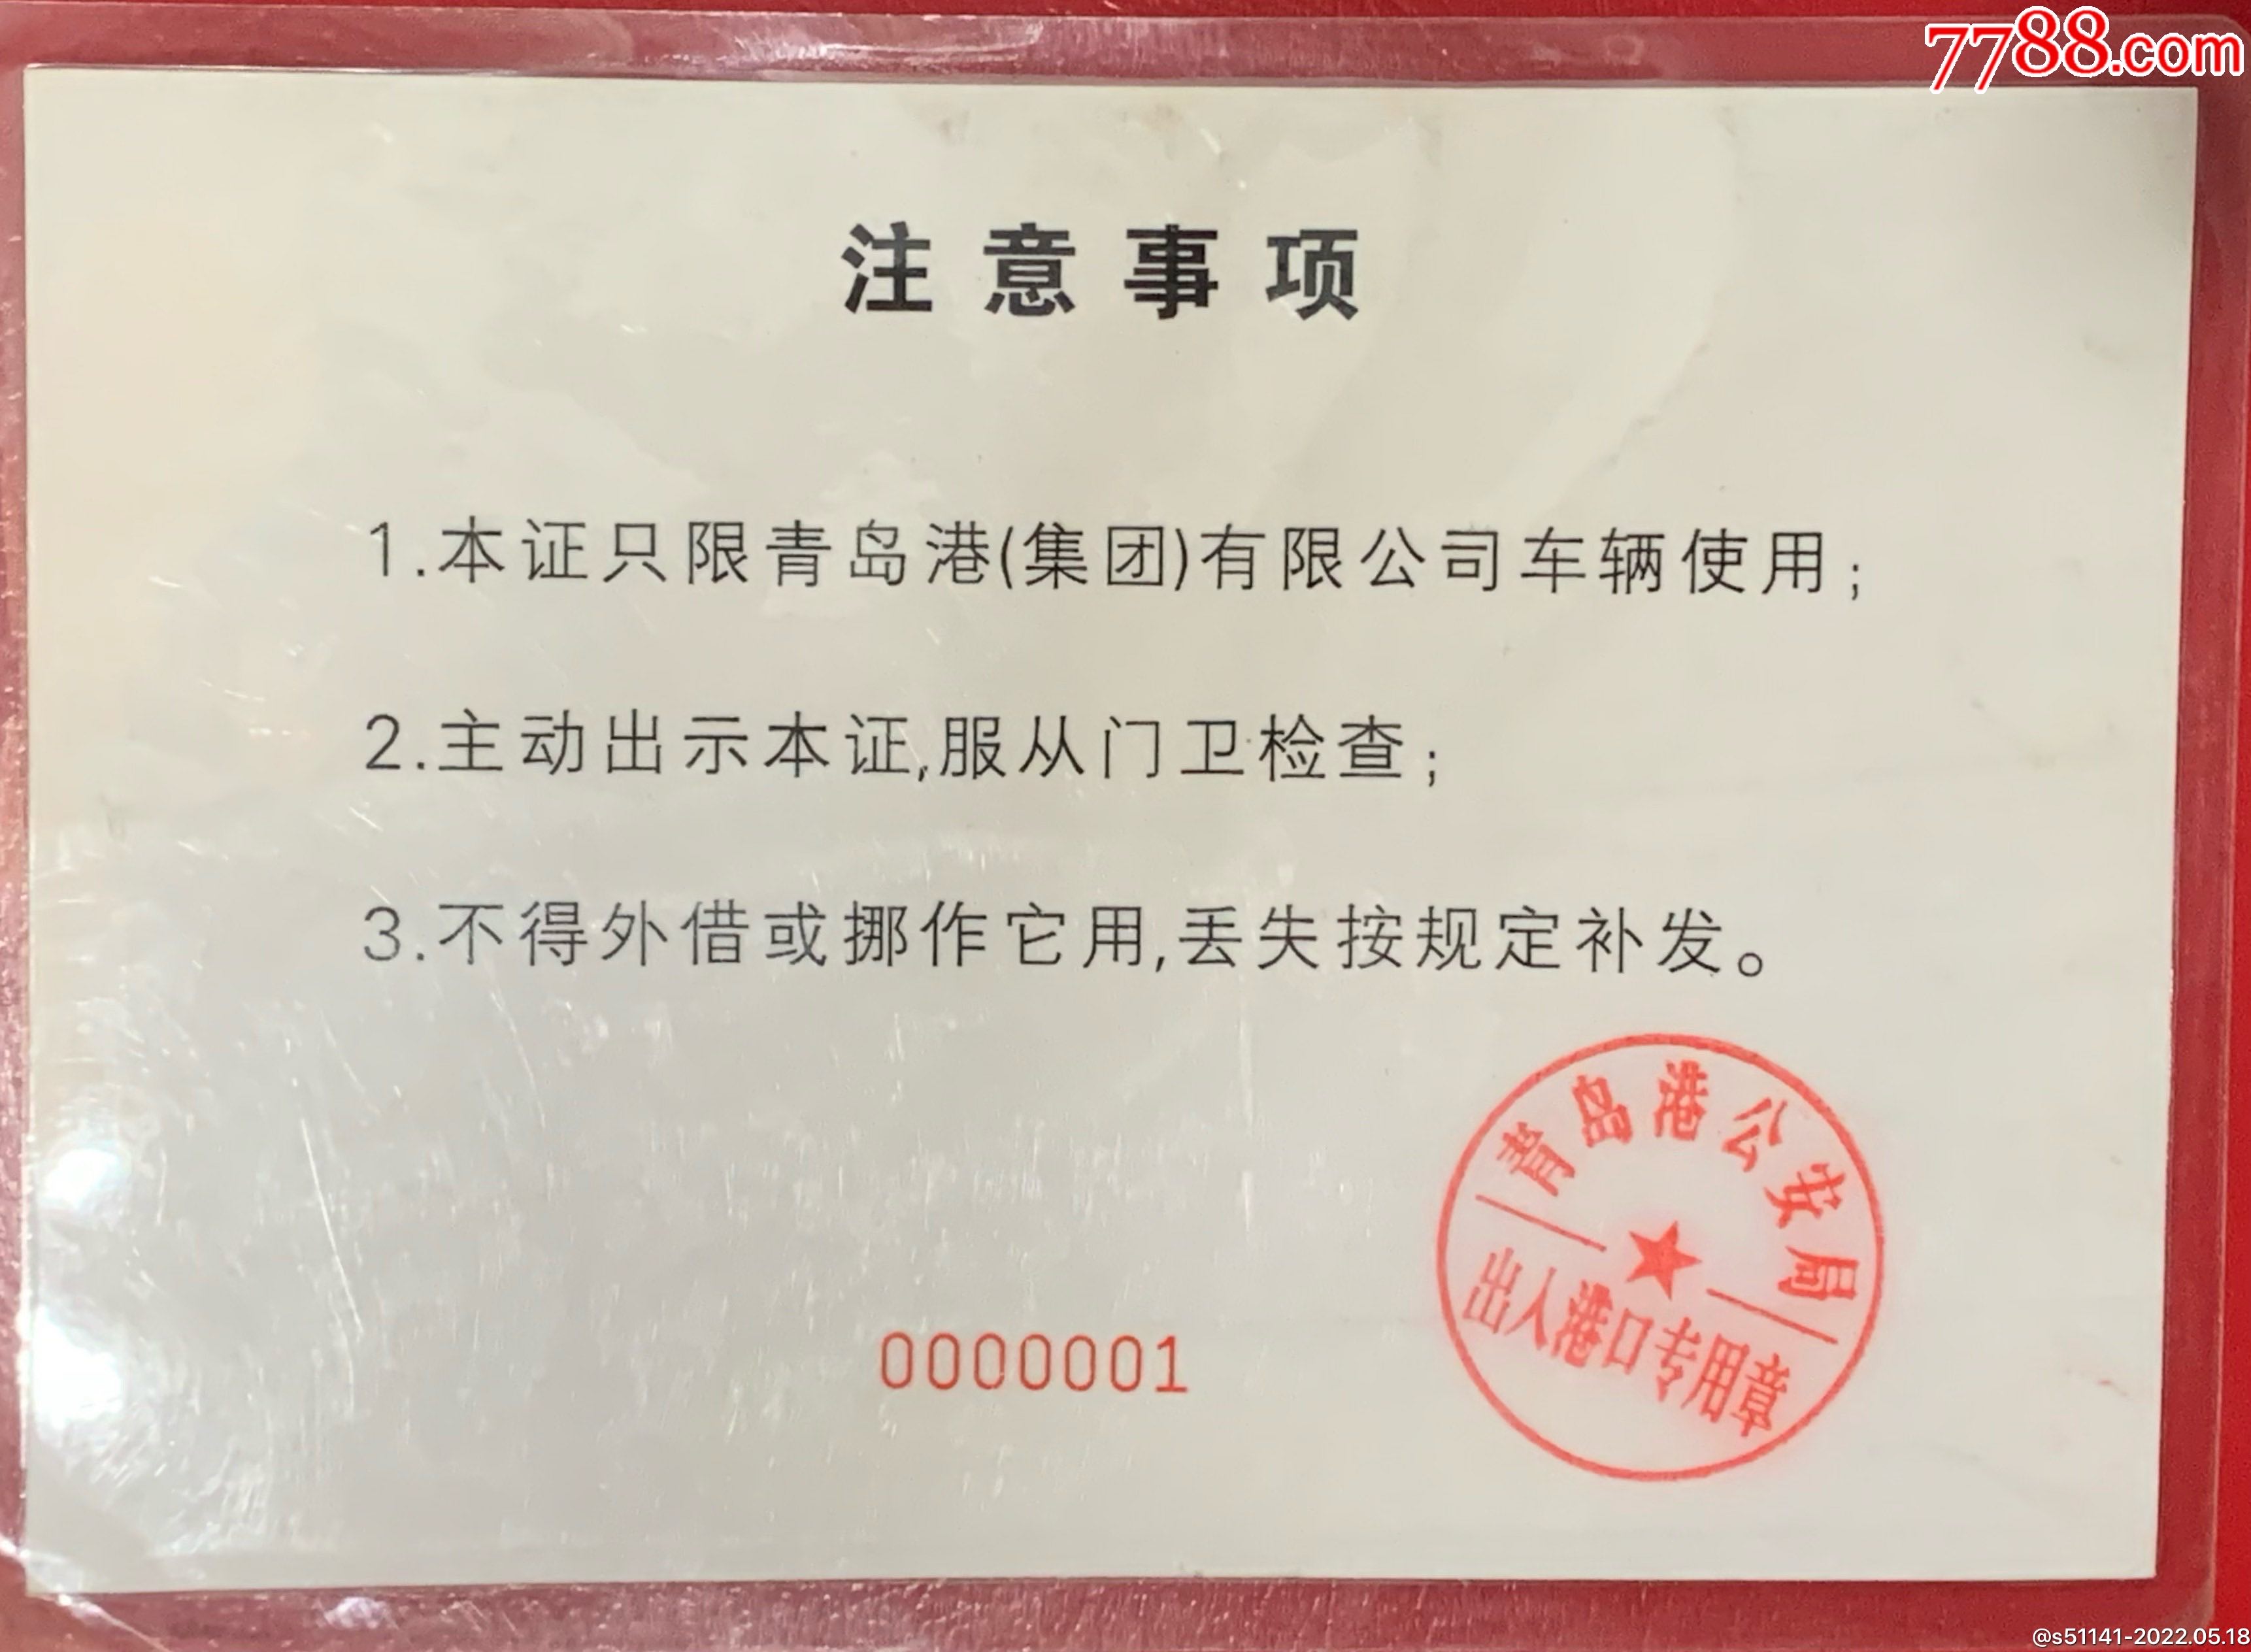 7788.com
注意事项
1.本证只限青岛港(集团)有限公司车辆使用;
2.主动出示本证,服从门卫检查;
3.不得外借或挪作它用,丢失按规定补发。
青岛港公安局
出入港口专用章
0000001
@s51141-2022.05.18